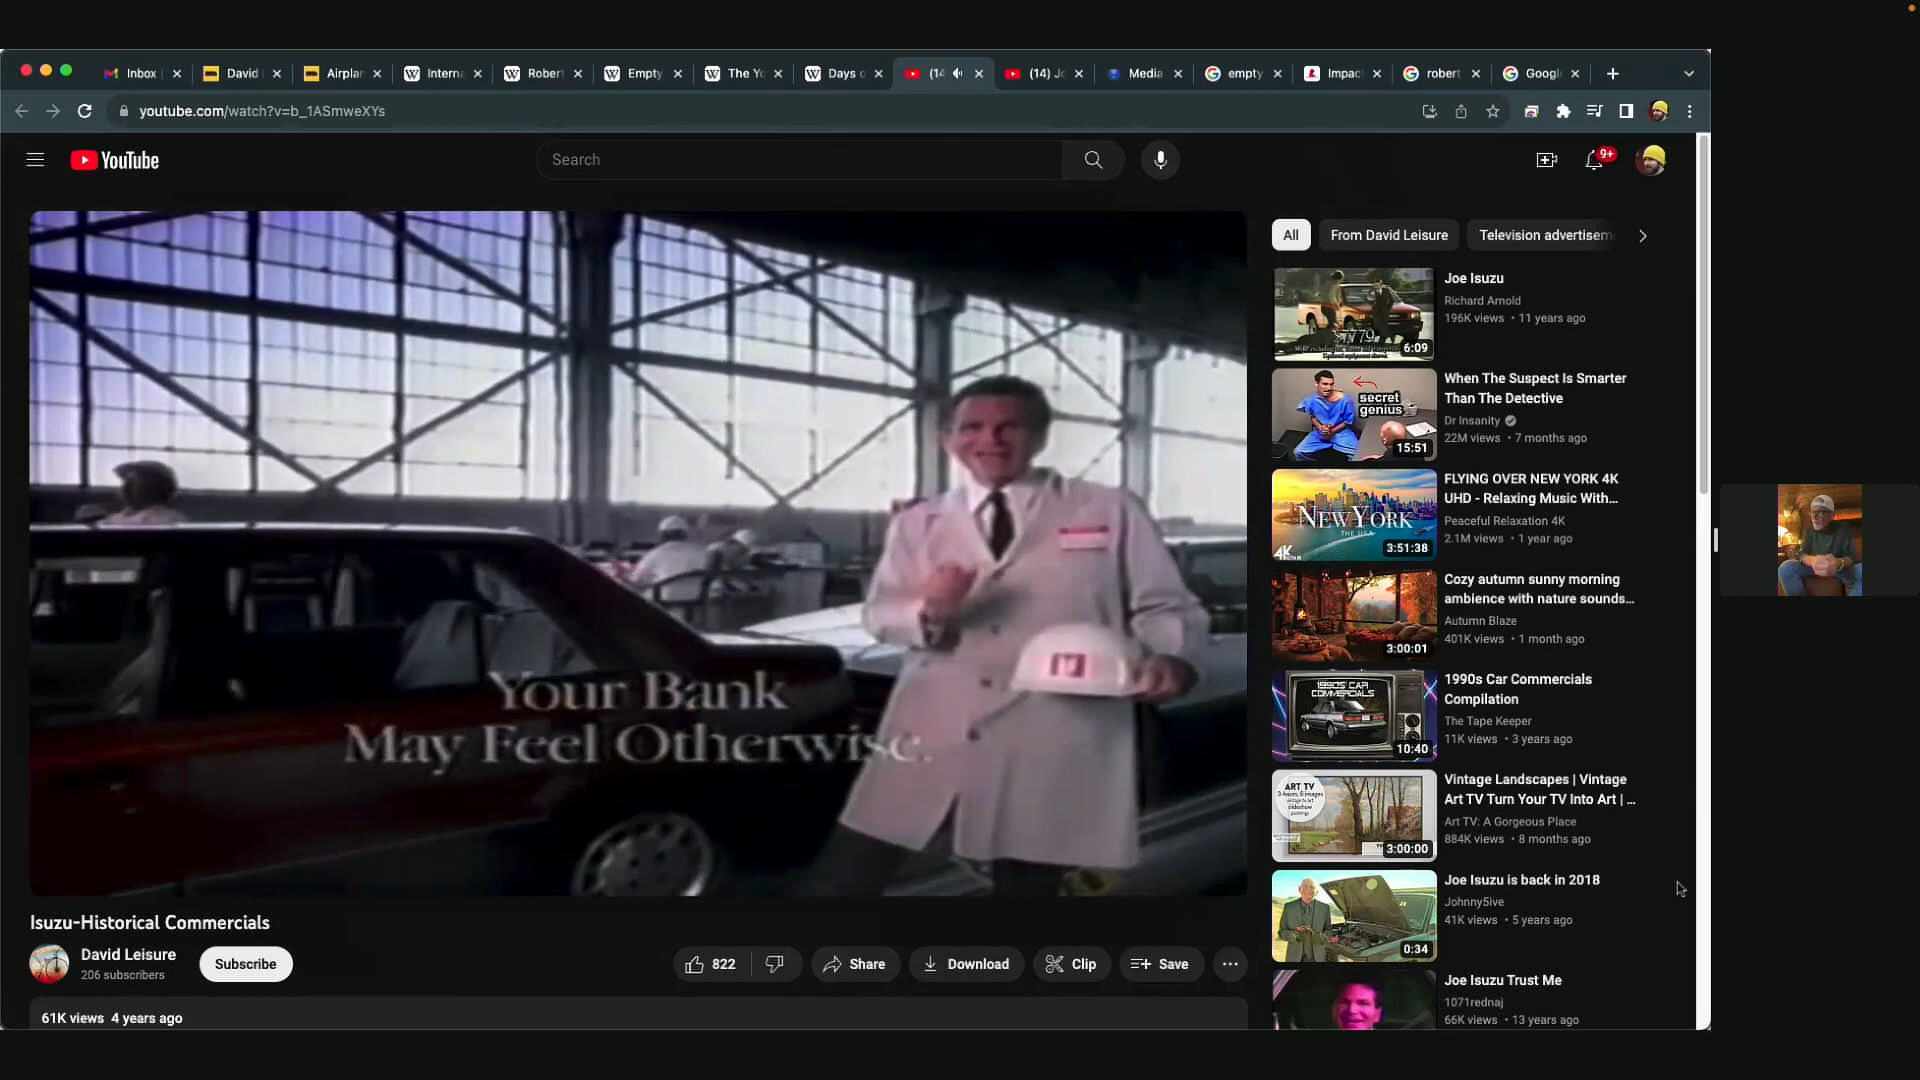 Inbox (
David
Airplan
Interna
Robert
Empty
The Yo
Days o
(14
(14) Jo
Media
empty
Impac
robert
Googl
youtube.com/watch?v=b_1ASmweXYs
YouTube
Search
9+
Your Bank
May Feel Otherwise.
Isuzu-Historical Commercials
David Leisure
206 subscribers
Subscribe
822
Share
Download
Clip
Save
61K views 4 years ago
All
From David Leisure
Television advertisem
6:09
Joe Isuzu
Richard Arnold
196K views • 11 years ago
secret
genius
15:51
When The Suspect Is Smarter
Than The Detective
Dr Insanity
22M views • 7 months ago
NEW YORK
THE USA
4K
3:51:38
FLYING OVER NEW YORK 4K
UHD - Relaxing Music With...
Peaceful Relaxation 4K
2.1M views • 1 year ago
3:00:01
Cozy autumn sunny morning
ambience with nature sounds...
Autumn Blaze
401K views • 1 month ago
1990s CAR
COMMERCIALS
10:40
1990s Car Commercials
Compilation
The Tape Keeper
11K views • 3 years ago
ART TV
3:00:00
Vintage Landscapes | Vintage
Art TV Turn Your TV Into Art | ...
Art TV: A Gorgeous Place
884K views • 8 months ago
0:34
Joe Isuzu is back in 2018
Johnny5ive
41K views • 5 years ago
Joe Isuzu Trust Me
1071rednaj
66K views • 13 years ago